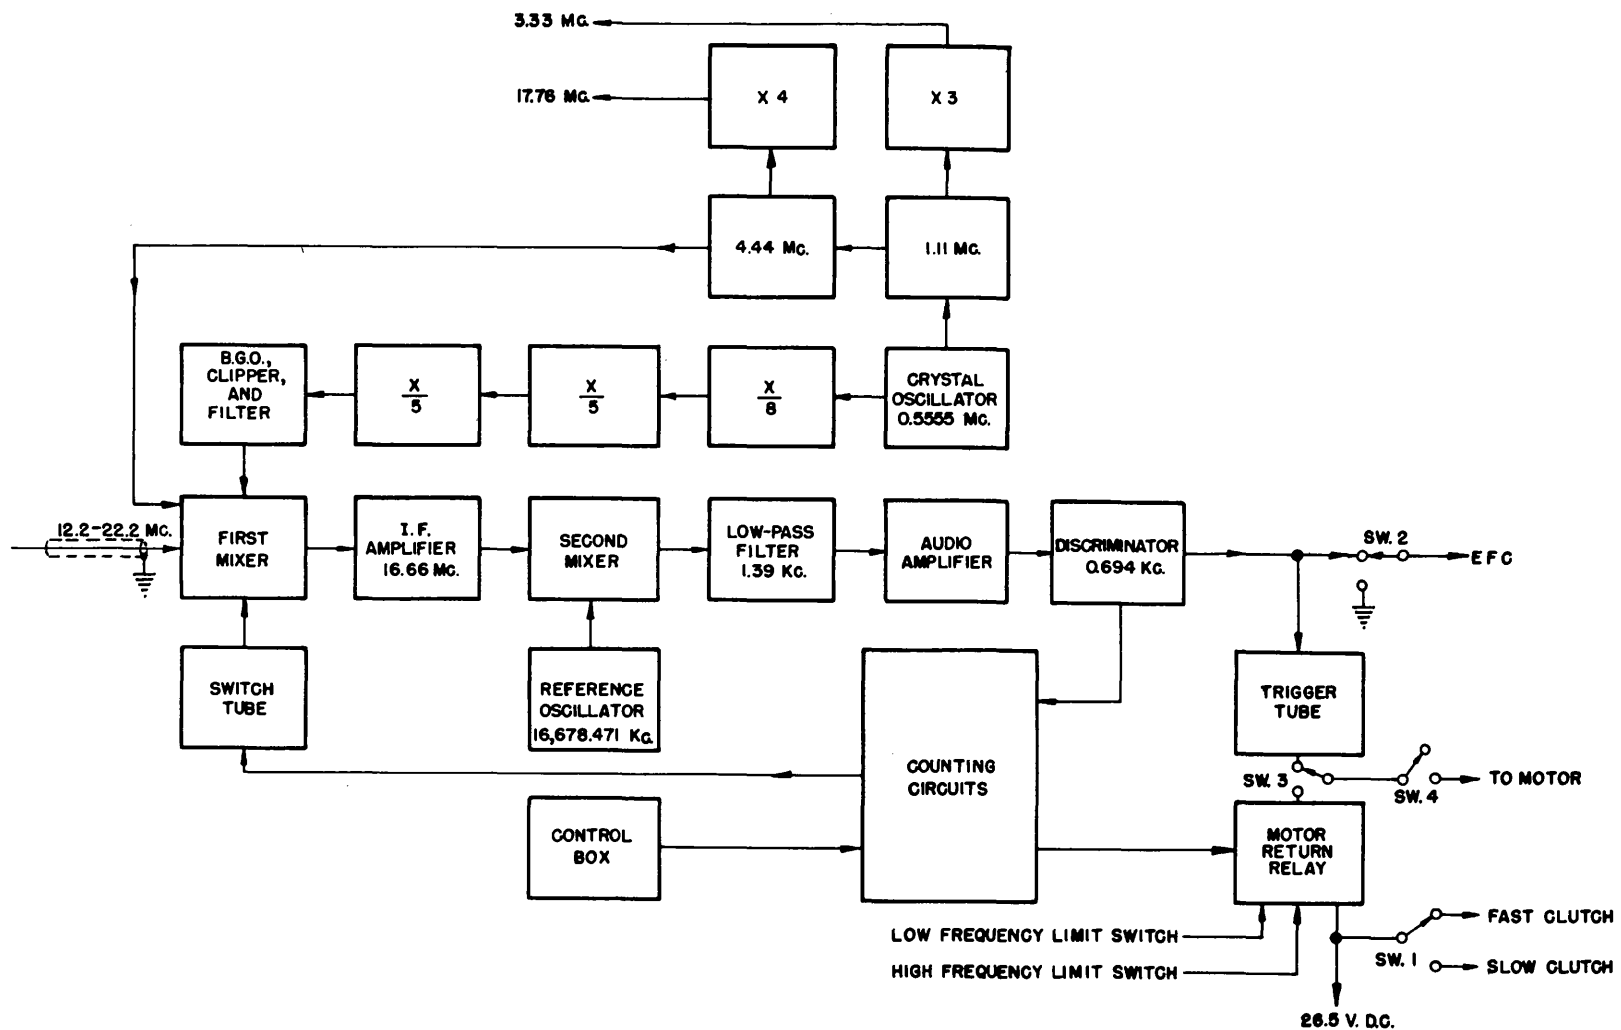 3.33 MC.
17.76 MC.
X 4
X 3
4.44 MC.
1.11 MC.
B.G.O.,
CLIPPER,
AND
FILTER
X
5
X
5
X
8
CRYSTAL
OSCILLATOR
0.5555 MC.
12.2-22.2 MC.
FIRST
MIXER
I.F.
AMPLIFIER
16.66 MC.
SECOND
MIXER
LOW-PASS
FILTER
1.39 KC.
AUDIO
AMPLIFIER
DISCRIMINATOR
0.694 KC.
SW. 2
EFC
SWITCH
TUBE
REFERENCE
OSCILLATOR
16,678.471 KC.
COUNTING
CIRCUITS
TRIGGER
TUBE
SW. 3
SW. 4
TO MOTOR
CONTROL
BOX
MOTOR
RETURN
RELAY
LOW FREQUENCY LIMIT SWITCH
HIGH FREQUENCY LIMIT SWITCH
FAST CLUTCH
SW. 1
SLOW CLUTCH
26.5 V. D.C.